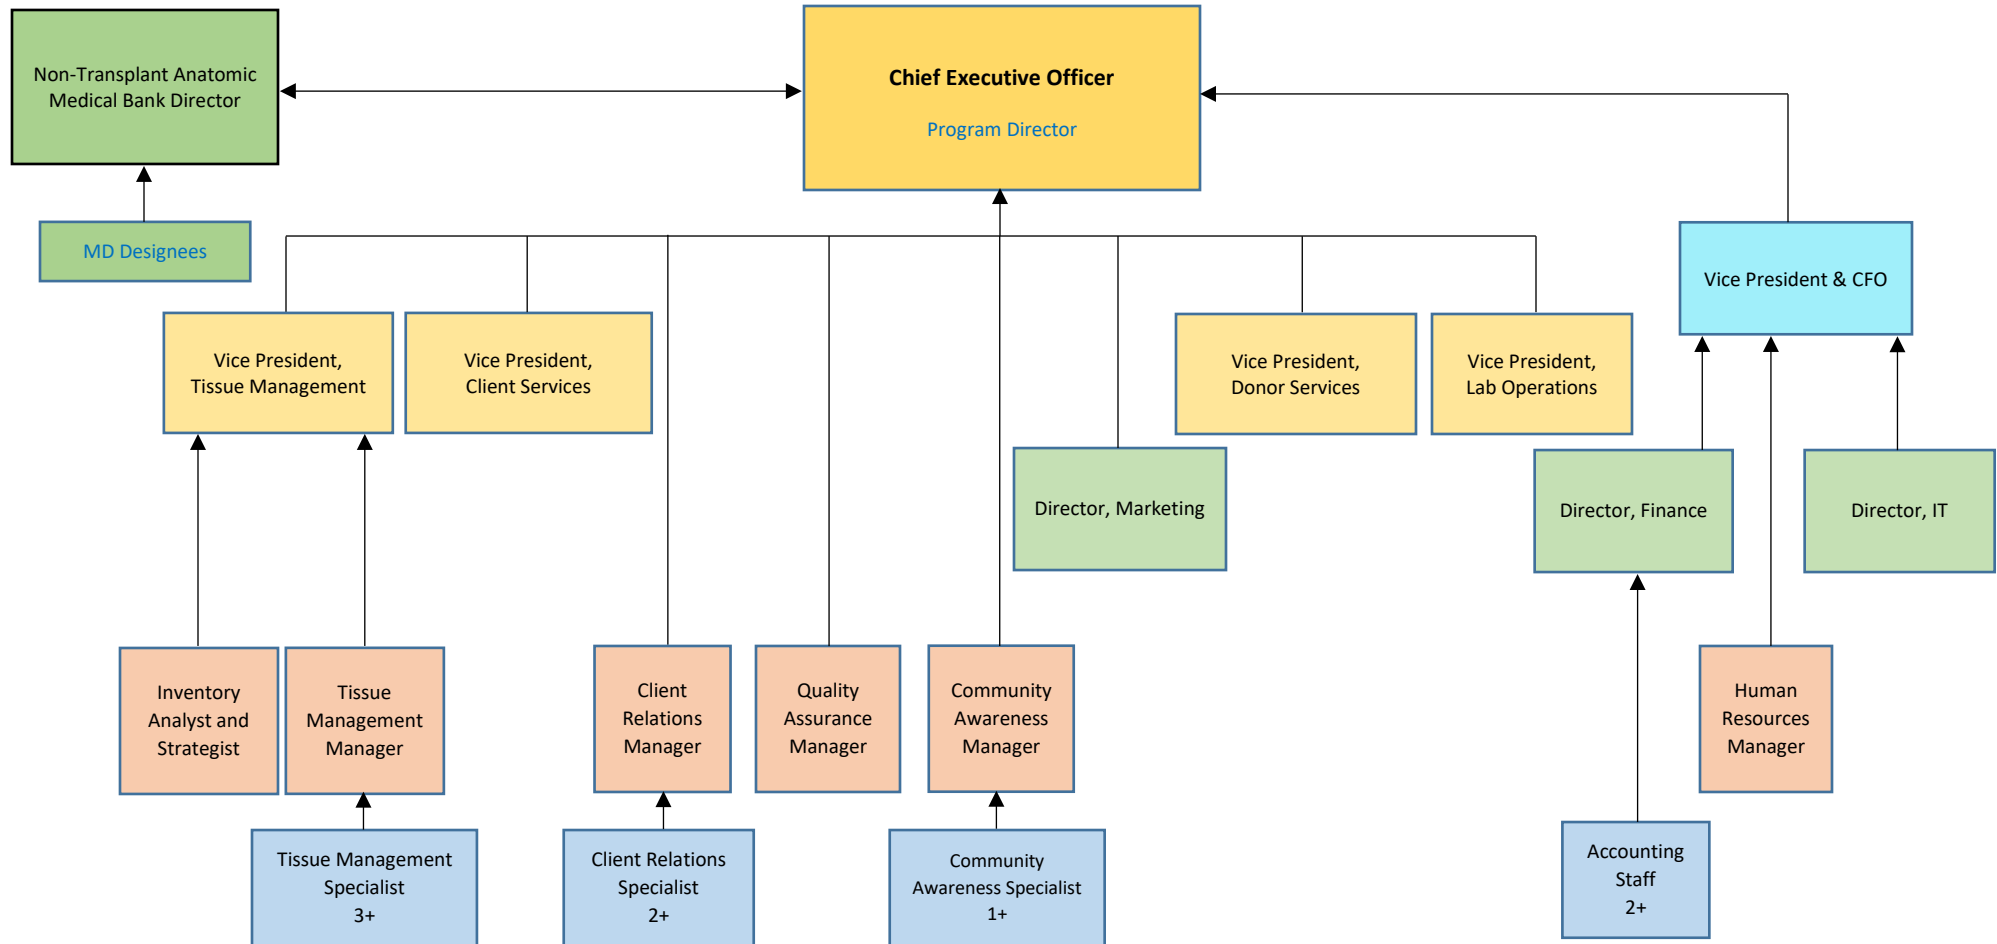 Non-Transplant Anatomic
Medical Bank Director
Chief Executive Officer
Program Director
MD Designees
Vice President & CFO
Vice President,
Tissue Management
Vice President,
Client Services
Vice President,
Donor Services
Vice President,
Lab Operations
Director, Marketing
Director, Finance
Director, IT
Inventory
Analyst and
Strategist
Tissue
Management
Manager
Client
Relations
Manager
Quality
Assurance
Manager
Community
Awareness
Manager
Human
Resources
Manager
Tissue Management
Specialist
3+
Client Relations
Specialist
2+
Community
Awareness Specialist
1+
Accounting
Staff
2+